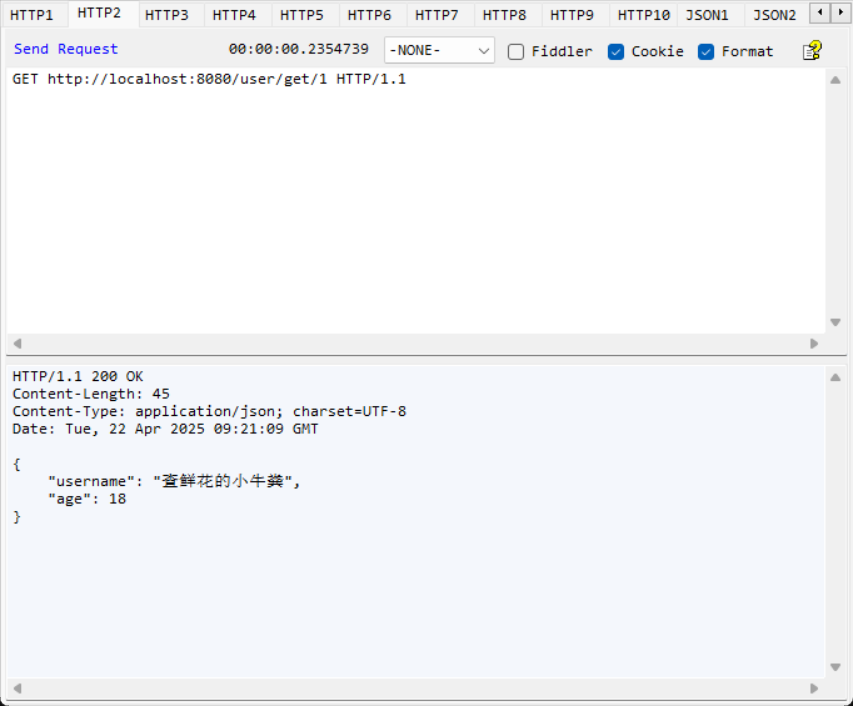 HTTP1 HTTP2 HTTP3 HTTP4 HTTP5 HTTP6 HTTP7 HTTP8 HTTP9 HTTP10 JSON1 JSON2
Send Request 00:00:00.2354739 -NONE- Fiddler Cookie Format
GET http://localhost:8080/user/get/1 HTTP/1.1
HTTP/1.1 200 OK
Content-Length: 45
Content-Type: application/json; charset=UTF-8
Date: Tue, 22 Apr 2025 09:21:09 GMT
{
    "username": "查鲜花的小牛粪",
    "age": 18
}